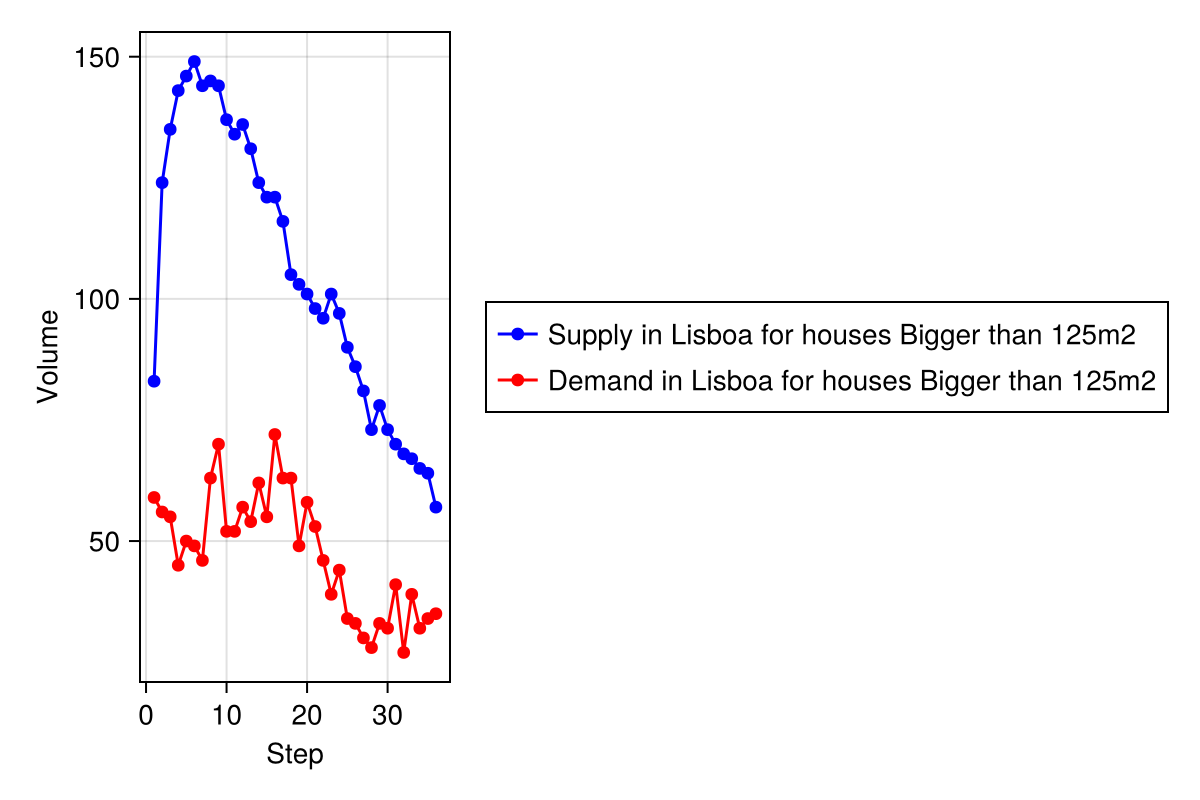 150
100
50
Volume
0 10 20 30
Step
Supply in Lisboa for houses Bigger than 125m2
Demand in Lisboa for houses Bigger than 125m2